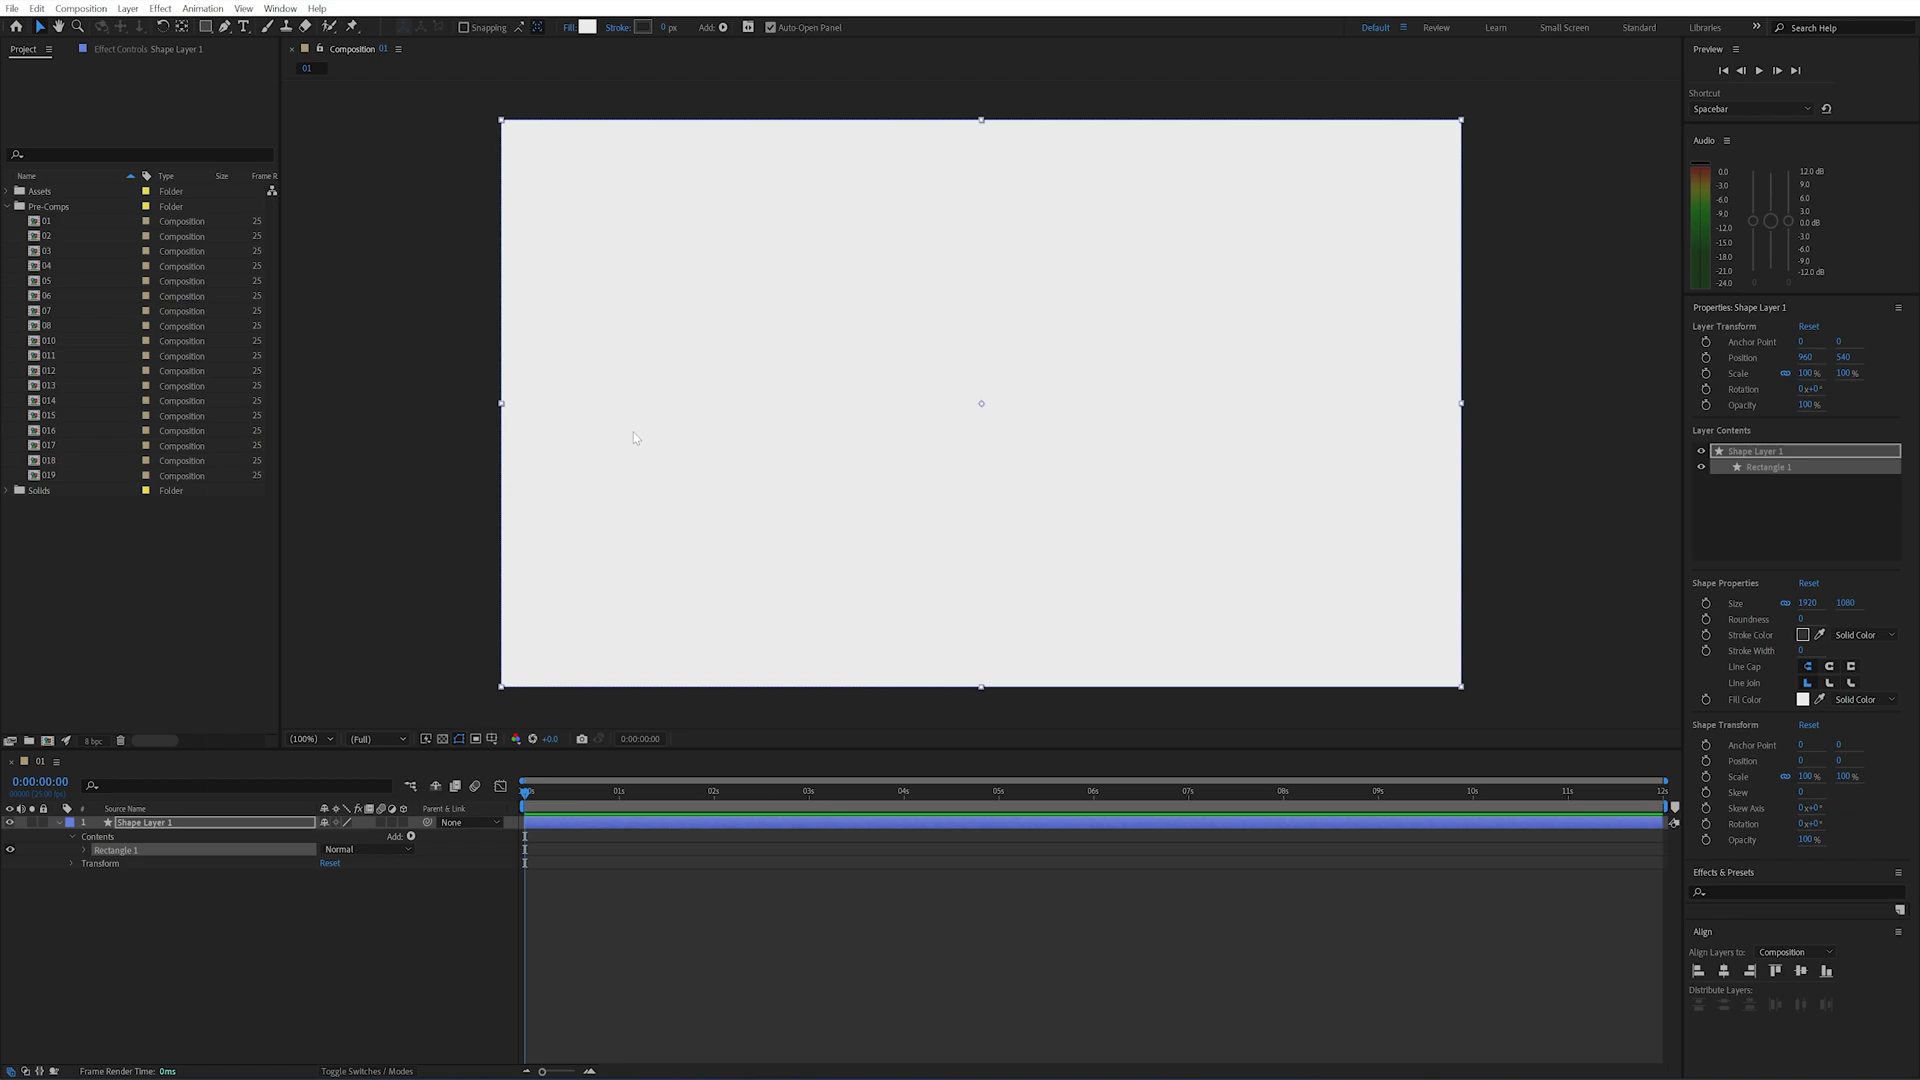 File Edit Composition Layer Effect Animation View Window Help
Snapping Fill: Stroke: 0 px Add: Auto-Open Panel Default Review Learn Small Screen Standard Libraries Search Help
Project Effect Controls Shape Layer 1 Composition 01 Preview
01
Shortcut
Spacebar
Audio
Name Type Size Frame R
Assets Folder
Pre-Comps Folder
01 Composition 25
02 Composition 25
03 Composition 25
04 Composition 25
05 Composition 25
06 Composition 25
07 Composition 25
08 Composition 25
010 Composition 25
011 Composition 25
012 Composition 25
013 Composition 25
014 Composition 25
015 Composition 25
016 Composition 25
017 Composition 25
018 Composition 25
019 Composition 25
Solids Folder
0.0 12.0 dB
-3.0 9.0
-6.0 6.0
-9.0 3.0
-12.0 0.0 dB
-15.0 -3.0
-18.0 -6.0
-21.0 -9.0
-24.0 -12.0 dB
0 0
Properties: Shape Layer 1
Layer Transform Reset
Anchor Point 0 0
Position 960 540
Scale 100 % 100 %
Rotation 0x+0°
Opacity 100 %
Layer Contents
Shape Layer 1
Rectangle 1
Shape Properties Reset
Size 1920 1080
Roundness 0
Stroke Color Solid Color
Stroke Width 0
Line Cap
Line Join
Fill Color Solid Color
Shape Transform Reset
Anchor Point 0 0
Position 0 0
Scale 100 % 100 %
Skew 0
Skew Axis 0x+0°
Rotation 0x+0°
Opacity 100 %
Effects & Presets
Align
Align Layers to: Composition
Distribute Layers:
8 bpc (100%) (Full) +0.0 0:00:00:00
01
0:00:00:00
00000 (25.00 fps)
01s 02s 03s 04s 05s 06s 07s 08s 09s 10s 11s 12s
# Source Name fx Parent & Link
1 Shape Layer 1 None
Contents Add:
Rectangle 1 Normal
Transform Reset
Frame Render Time: 0ms Toggle Switches / Modes